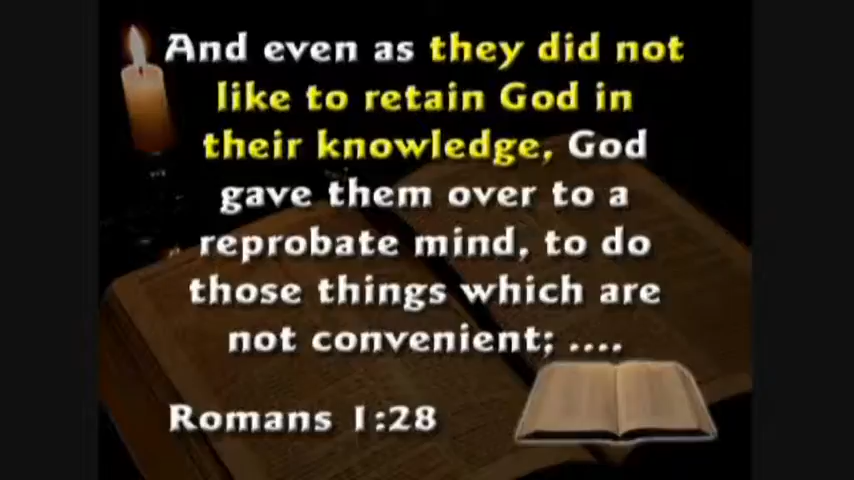 And even as they did not
like to retain God in
their knowledge, God
gave them over to a
reprobate mind, to do
those things which are
not convenient; ....
Romans 1:28